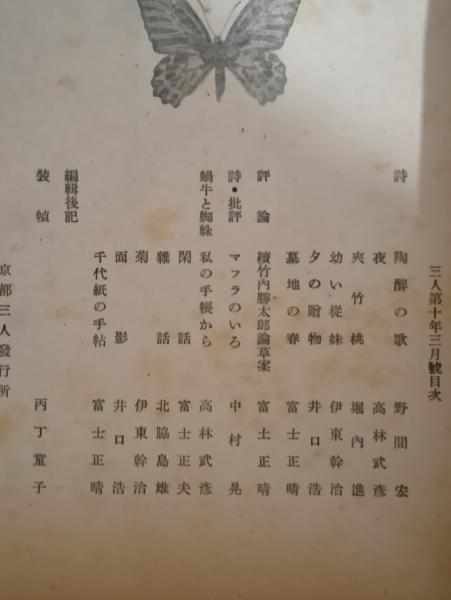 三人第十年三月號目次
詩 陶醉の歌 野間宏
夜 高林武彦
夾竹桃 堀內進
幼い從妹 伊東幹治
夕の贈物 井口浩
墓地の春 富士正晴
評論 續竹內勝太郎論草案 富士正晴
詩・批評 マフラのいろ 中村晃
蝸牛と蜘蛛 私の手帳から 高林武彦
閑話 富士正夫
雜話 北脇島雄
菊 伊東幹治
面影 井口浩
千代紙の手帖 富士正晴
編輯後記
裝幀 丙丁童子
京都三人發行所